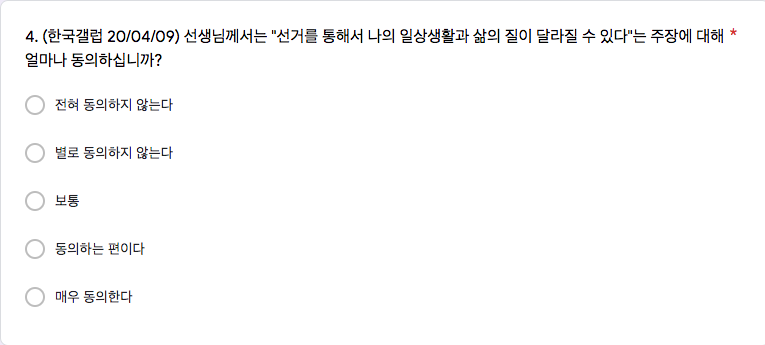 4. (한국갤럽 20/04/09) 선생님께서는 "선거를 통해서 나의 일상생활과 삶의 질이 달라질 수 있다"는 주장에 대해 *
얼마나 동의하십니까?
전혀 동의하지 않는다
별로 동의하지 않는다
보통
동의하는 편이다
매우 동의한다